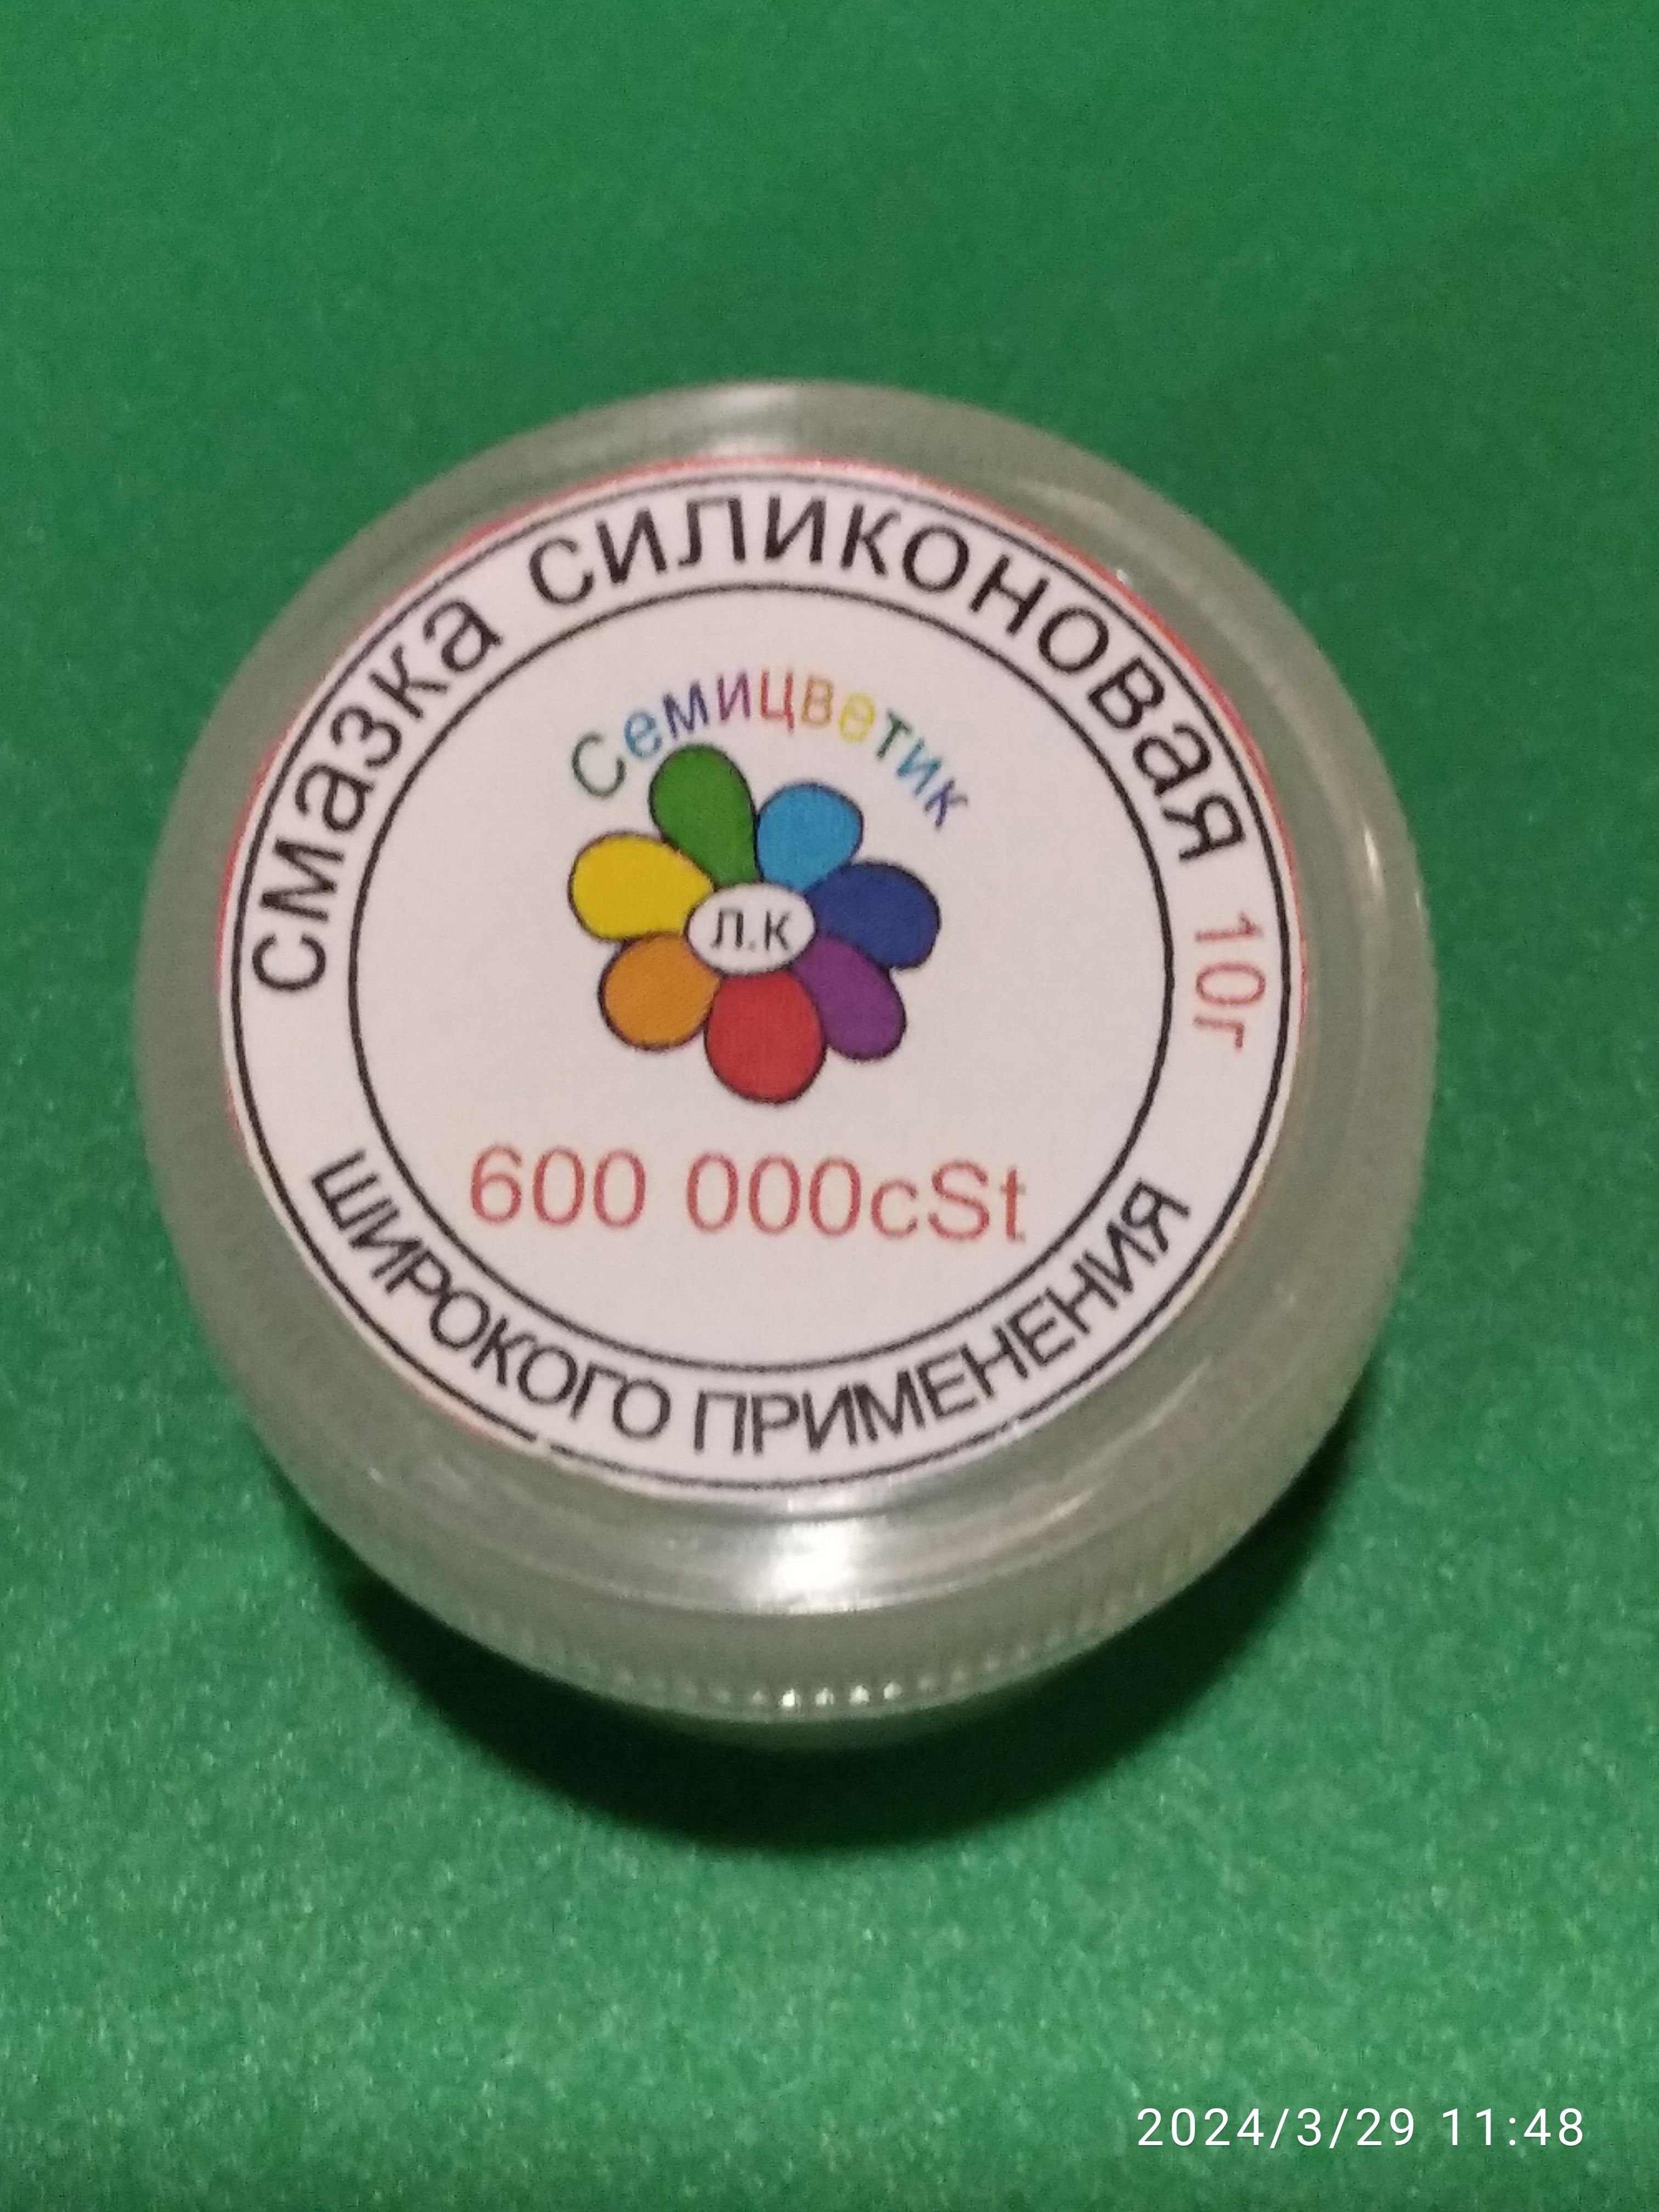 Смазка силиконовая 10г
Семицветик
Л.К
600 000cSt
ШИРОКОГО ПРИМЕНЕНИЯ
2024/3/29 11:48